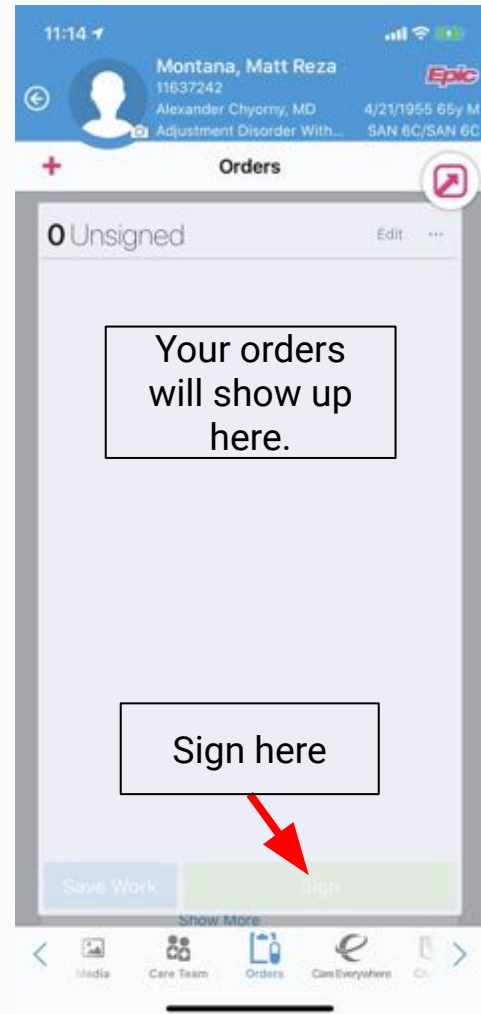 11:14
Montana, Matt Reza
Epic
11637242
Alexander Chyorny, MD 4/21/1955 65y M
Adjustment Disorder With... SAN 6C/SAN 6C
+ Orders
0 Unsigned Edit ...
Your orders
will show up
here.
Sign here
Save Work Sign
Show More
Media Care Team Orders Care Everywhere